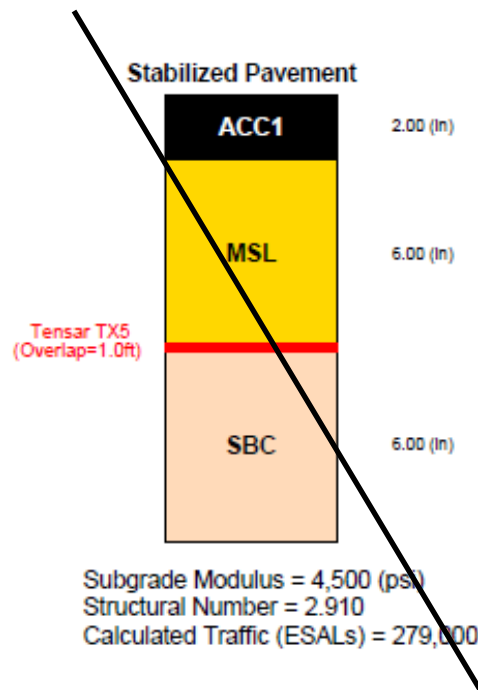 Stabilized Pavement
ACC1
2.00 (in)
MSL
6.00 (in)
Tensar TX5
(Overlap=1.0ft)
SBC
6.00 (in)
Subgrade Modulus = 4,500 (psi)
Structural Number = 2.910
Calculated Traffic (ESALs) = 279,000